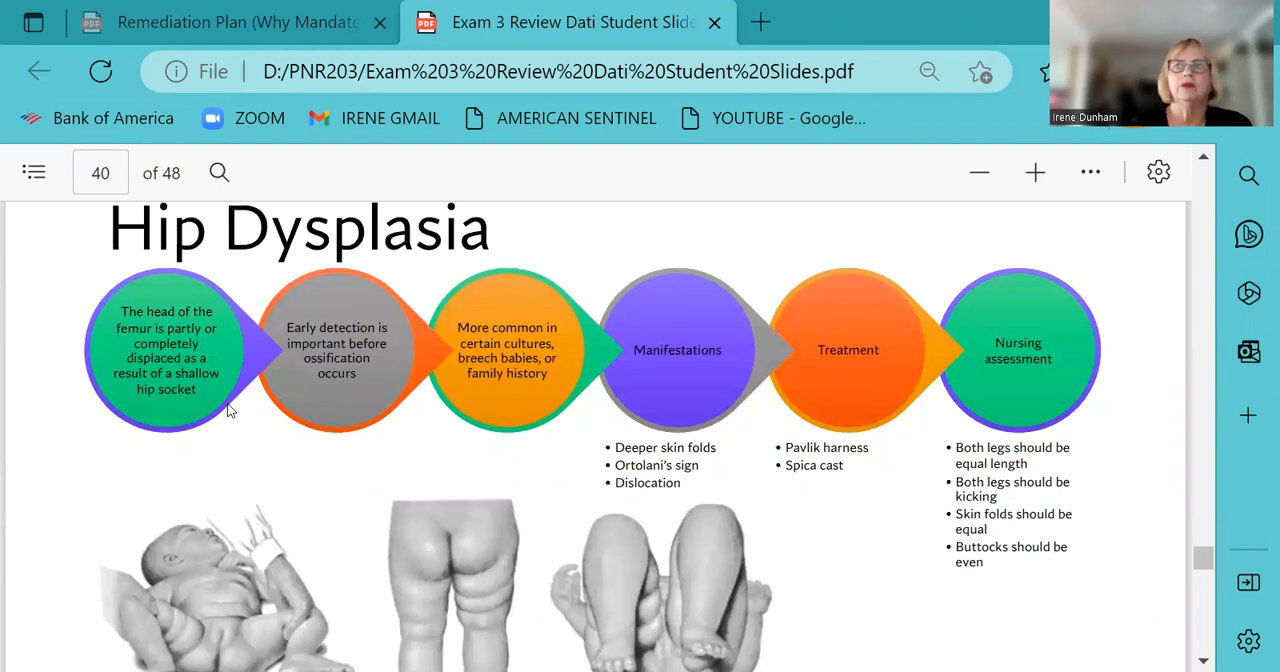 Remediation Plan (Why Mandate
Exam 3 Review Dati Student Slide
File
D:/PNR203/Exam%203%20Review%20Dati%20Student%20Slides.pdf
Irene Dunham
Bank of America
ZOOM
IRENE GMAIL
AMERICAN SENTINEL
YOUTUBE - Google...
40
of 48
Hip Dysplasia
The head of the
femur is partly or
completely
displaced as a
result of a shallow
hip socket
Early detection is
important before
ossification
occurs
More common in
certain cultures,
breech babies, or
family history
Manifestations
Treatment
Nursing
assessment
• Deeper skin folds
• Ortolani's sign
• Dislocation
• Pavlik harness
• Spica cast
• Both legs should be
equal length
• Both legs should be
kicking
• Skin folds should be
equal
• Buttocks should be
even